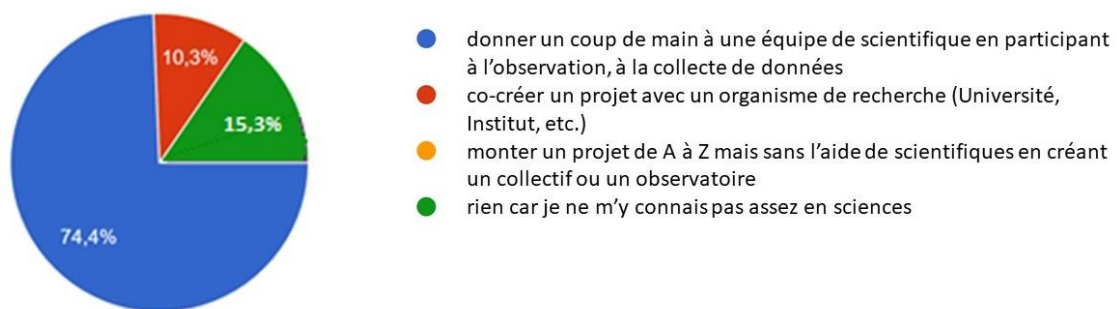 10,3%
15,3%
74,4%
donner un coup de main à une équipe de scientifique en participant
à l’observation, à la collecte de données
co-créer un projet avec un organisme de recherche (Université,
Institut, etc.)
monter un projet de A à Z mais sans l’aide de scientifiques en créant
un collectif ou un observatoire
rien car je ne m’y connais pas assez en sciences